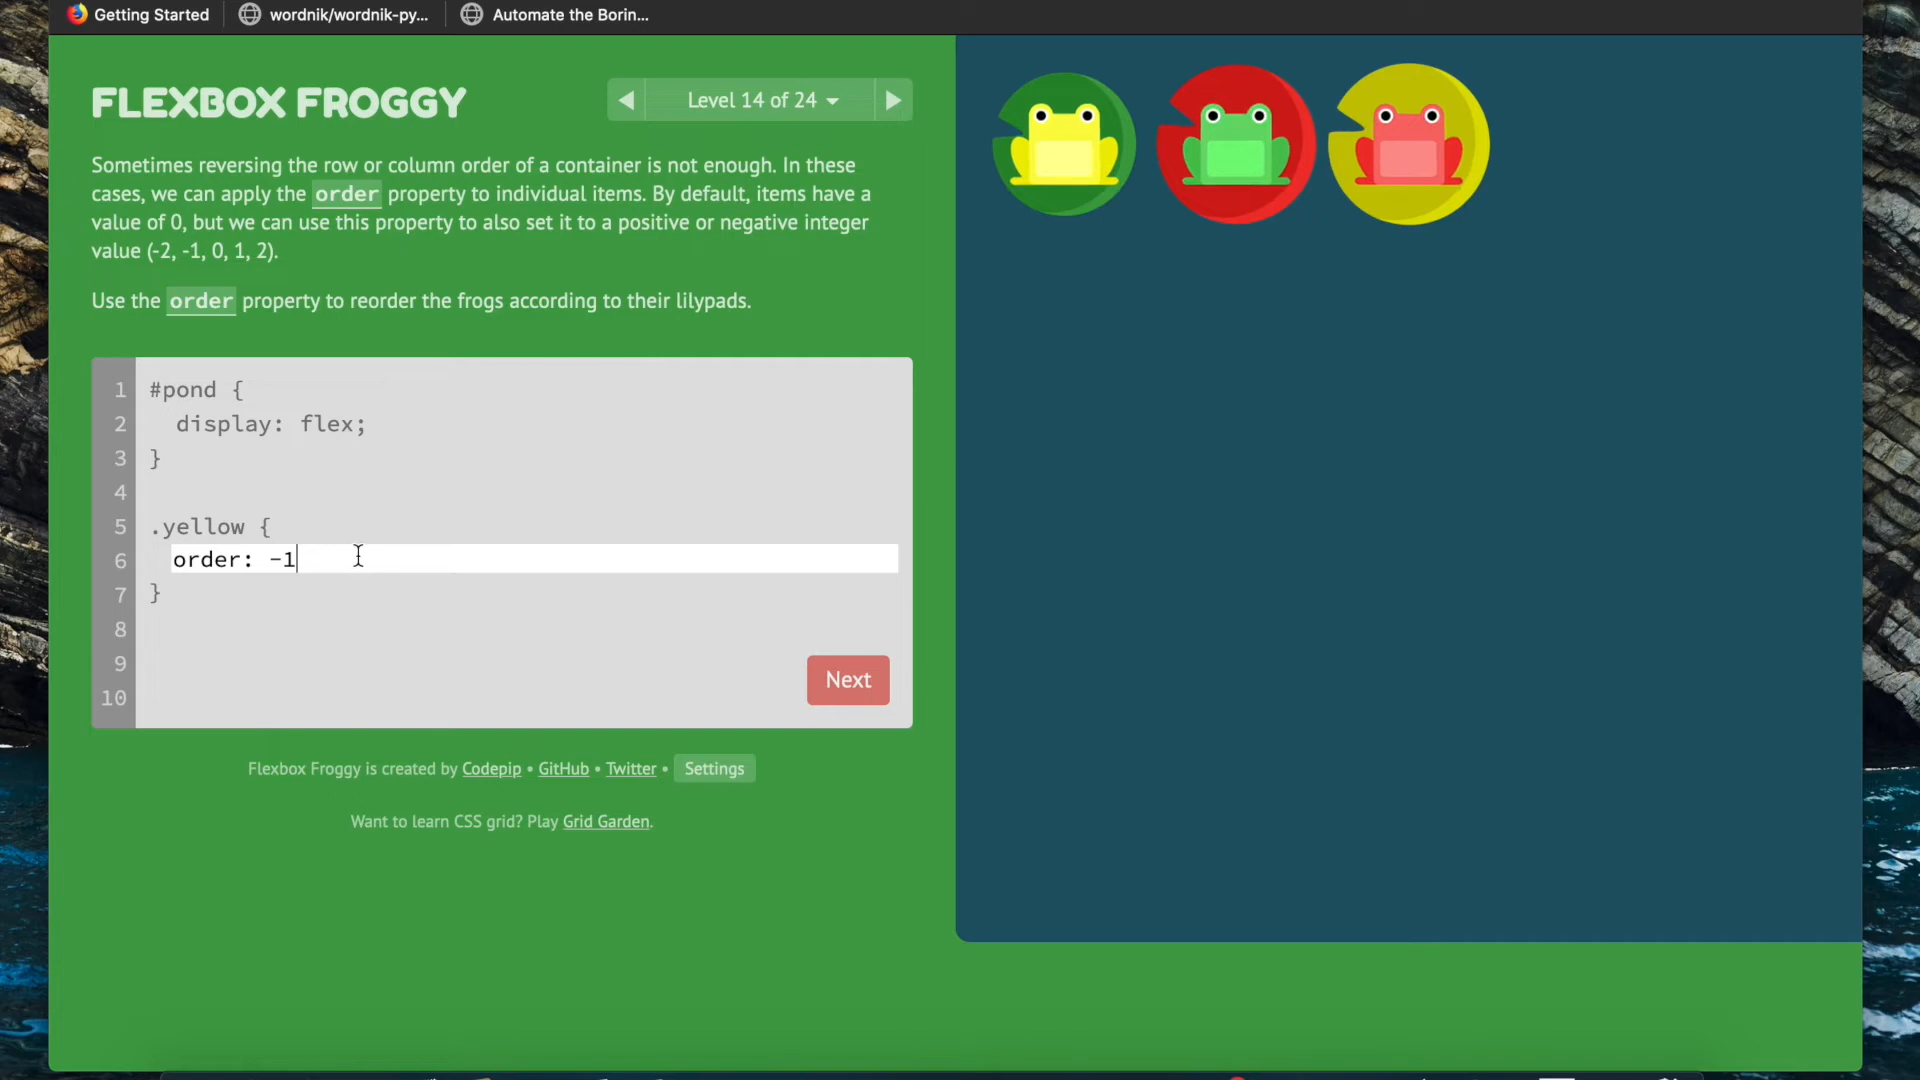 Getting Started
wordnik/wordnik-py...
Automate the Borin...
FLEXBOX FROGGY
Level 14 of 24
Sometimes reversing the row or column order of a container is not enough. In these
cases, we can apply the order property to individual items. By default, items have a
value of 0, but we can use this property to also set it to a positive or negative integer
value (-2, -1, 0, 1, 2).
Use the order property to reorder the frogs according to their lilypads.
1 #pond {
2 display: flex;
3 }
4
5 .yellow {
6 order: -1
7 }
8
9
10
Next
Flexbox Froggy is created by Codepip • GitHub • Twitter • Settings
Want to learn CSS grid? Play Grid Garden.